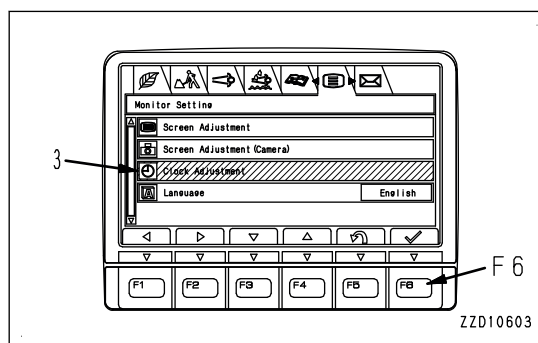 Monitor Setting
Screen Adjustment
Screen Adjustment (Camera)
3
Clock Adjustment
A Language English
F1 F2 F3 F4 F5 F6
F6
ZZD10603